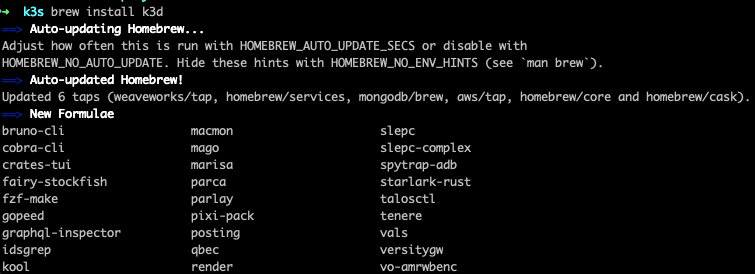 ➜  k3s brew install k3d
==> Auto-updating Homebrew...
Adjust how often this is run with HOMEBREW_AUTO_UPDATE_SECS or disable with
HOMEBREW_NO_AUTO_UPDATE. Hide these hints with HOMEBREW_NO_ENV_HINTS (see `man brew`).
==> Auto-updated Homebrew!
Updated 6 taps (weaveworks/tap, homebrew/services, mongodb/brew, aws/tap, homebrew/core and homebrew/cask).
==> New Formulae
bruno-cli macmon slepc
cobra-cli mago slepc-complex
crates-tui marisa spytrap-adb
fairy-stockfish parca starlark-rust
fzf-make parlay talosctl
gopeed pixi-pack tenere
graphql-inspector posting vals
idsgrep qbec versitygw
kool render vo-amrwbenc